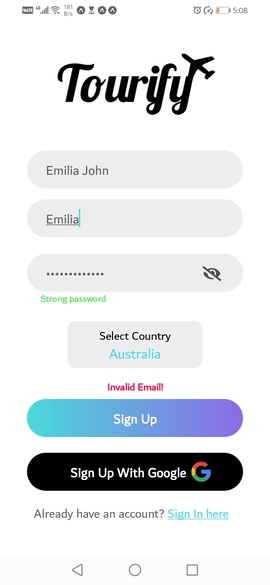 181
B/s
5:08
Tourify
Emilia John
Emilia
•••••••••••••
Strong password
Select Country
Australia
Invalid Email!
Sign Up
Sign Up With Google
Already have an account? Sign In here